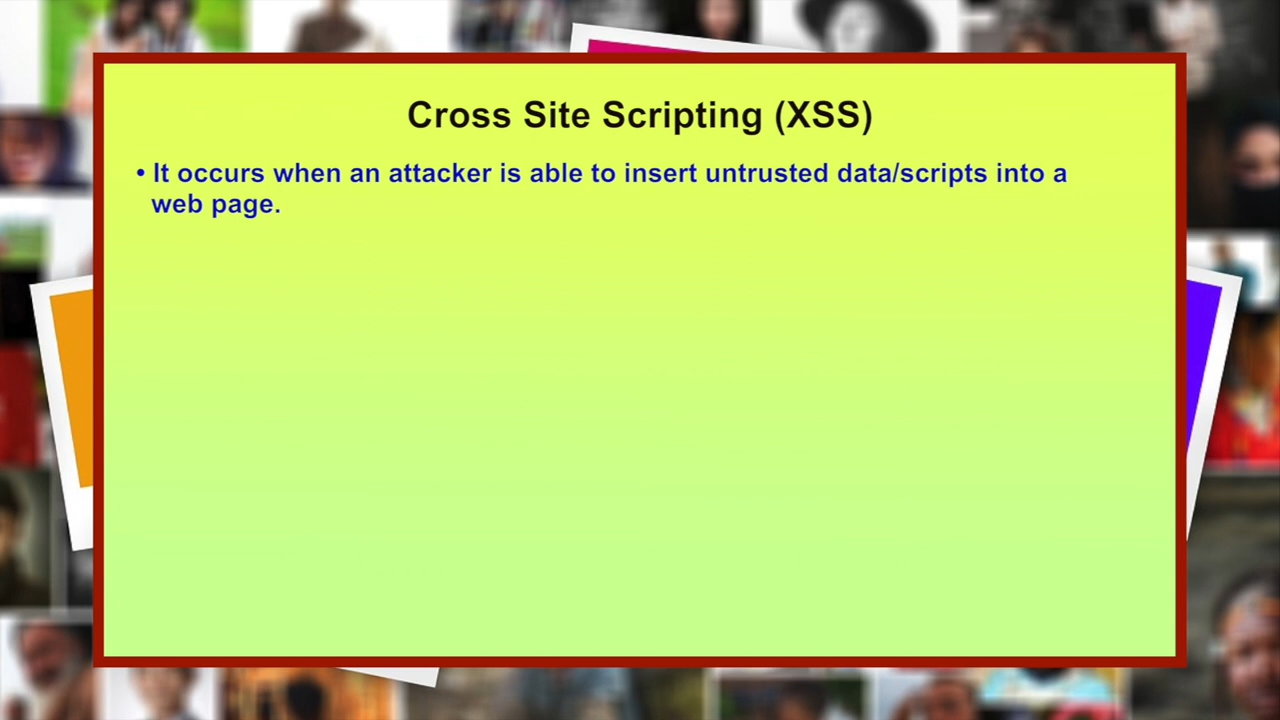 Cross Site Scripting (XSS)
• It occurs when an attacker is able to insert untrusted data/scripts into a
web page.